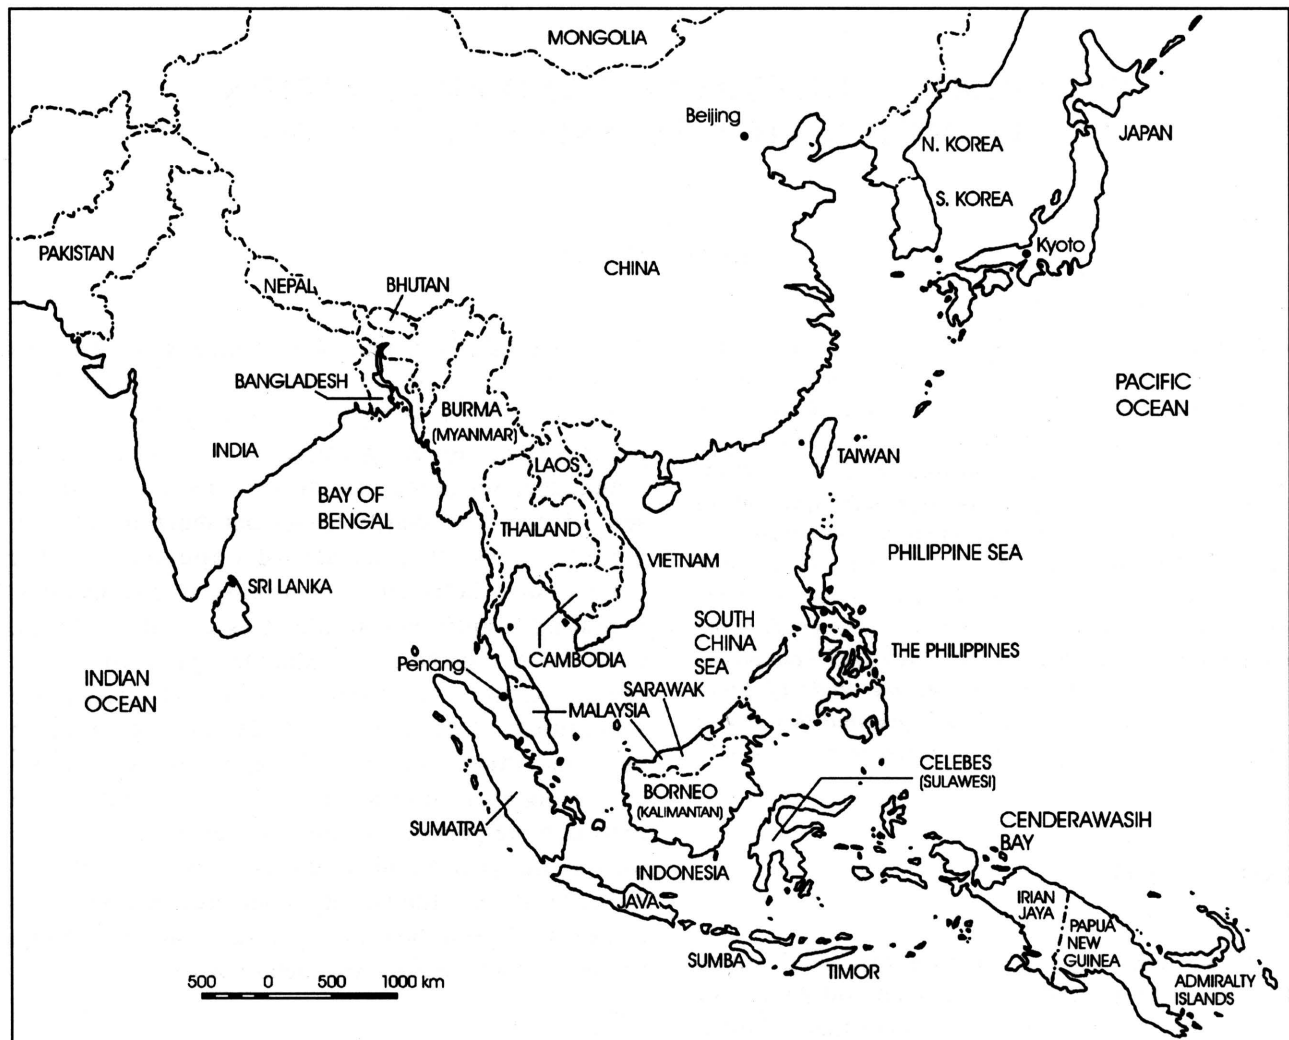 MONGOLIA
Beijing
N. KOREA
JAPAN
S. KOREA
PAKISTAN
Kyoto
CHINA
NEPAL
BHUTAN
BANGLADESH
PACIFIC
OCEAN
BURMA
(MYANMAR)
INDIA
TAIWAN
LAOS
BAY OF
BENGAL
THAILAND
VIETNAM
PHILIPPINE SEA
SRI LANKA
SOUTH
CHINA
SEA
THE PHILIPPINES
CAMBODIA
Penang
INDIAN
OCEAN
SARAWAK
MALAYSIA
CELEBES
(SULAWESI)
BORNEO
(KALIMANTAN)
SUMATRA
CENDERAWASIH
BAY
INDONESIA
JAVA
IRIAN
JAYA
PAPUA
NEW
GUINEA
SUMBA
TIMOR
ADMIRALTY
ISLANDS
500 0 500 1000 km